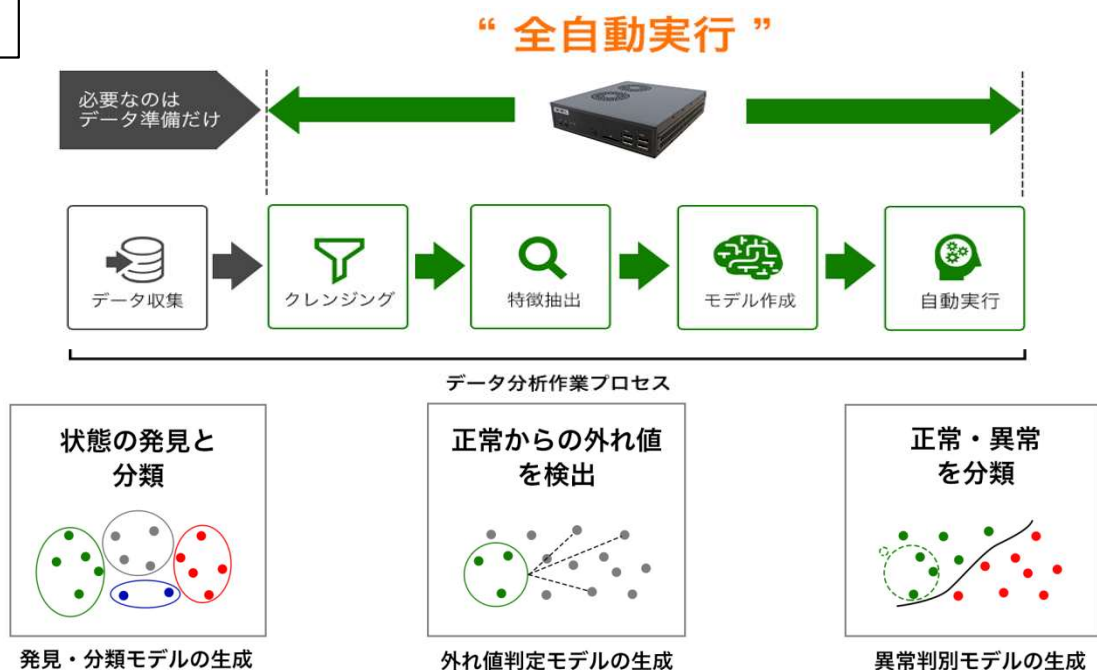 “ 全自動実行 ”
必要なのは
データ準備だけ
データ収集
クレンジング
特徴抽出
モデル作成
自動実行
データ分析作業プロセス
状態の発見と
分類
正常からの外れ値
を検出
正常・異常
を分類
発見・分類モデルの生成
外れ値判定モデルの生成
異常判別モデルの生成